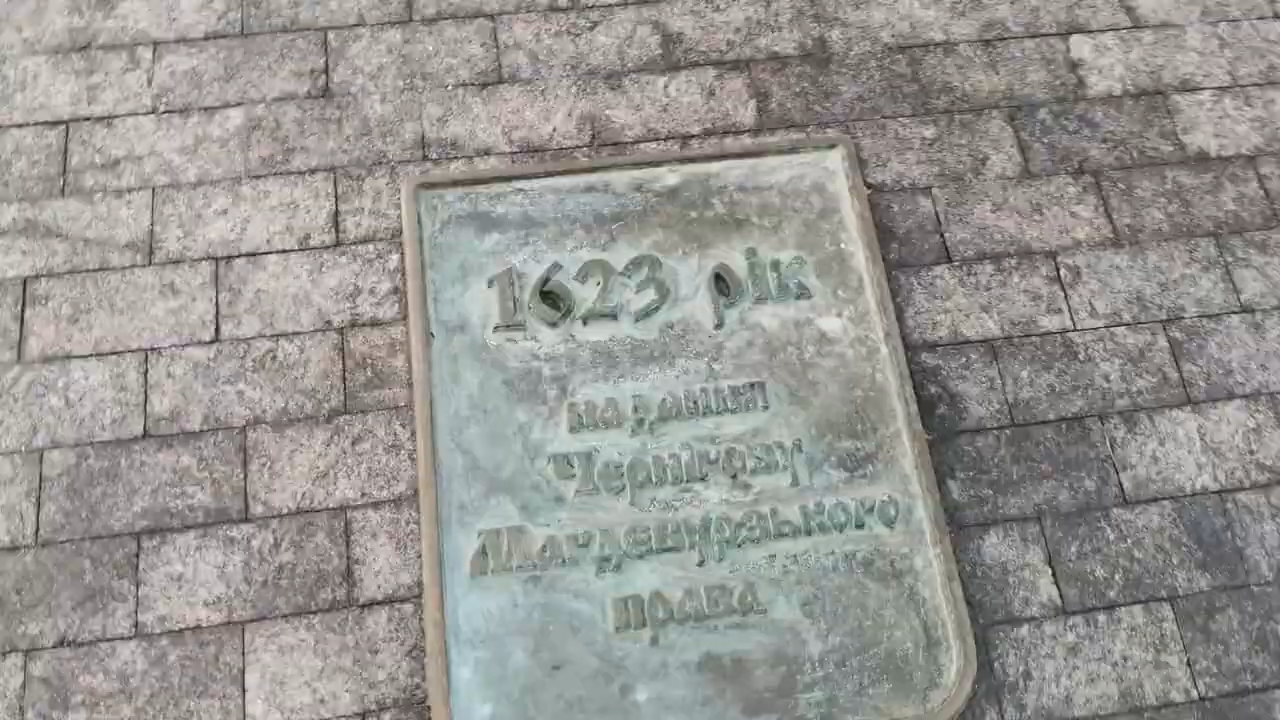 1623 рік
надання
Чернігову
Магдебурзького
права